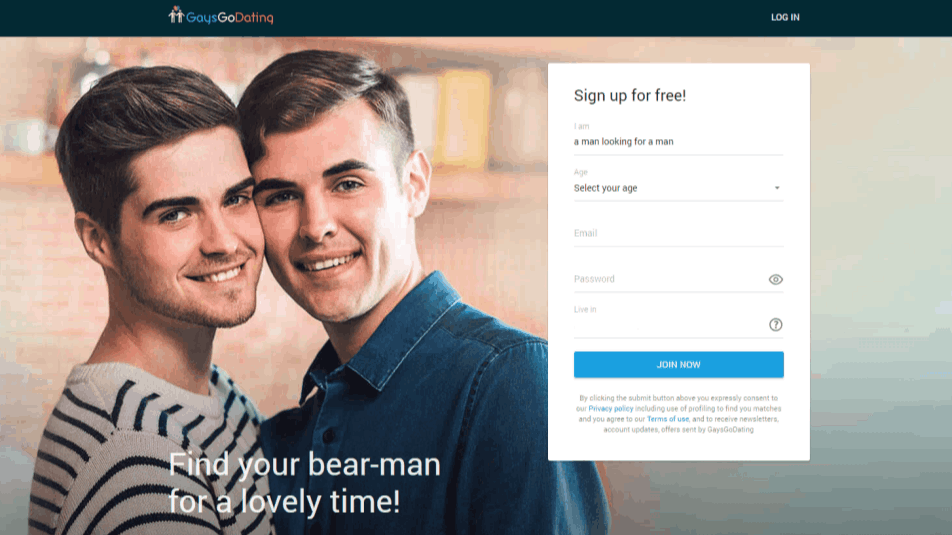 GaysGoDating
LOG IN
Sign up for free!
I am
a man looking for a man
Age
Select your age
Email
Password
Live in
JOIN NOW
By clicking the submit button above you expressly consent to
our Privacy policy including use of profiling to find you matches
and you agree to our Terms of use, and to receive newsletters,
account updates, offers sent by GaysGoDating
Find your bear-man
for a lovely time!